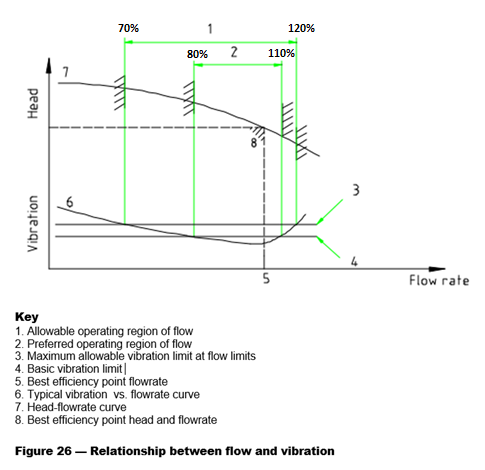 70%
1
120%
80%
2
110%
7
Head
8
6
3
Vibration
4
5
Flow rate
Key
1. Allowable operating region of flow
2. Preferred operating region of flow
3. Maximum allowable vibration limit at flow limits
4. Basic vibration limit
5. Best efficiency point flowrate
6. Typical vibration vs. flowrate curve
7. Head-flowrate curve
8. Best efficiency point head and flowrate
Figure 26 — Relationship between flow and vibration